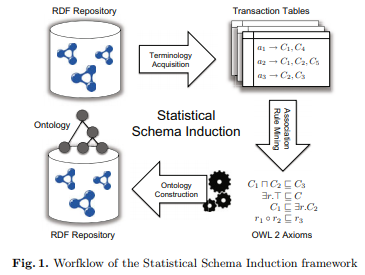 RDF Repository
Transaction Tables
Terminology
Acquisition
a₁ → C₁, C₄
a₂ → C₁, C₂, C₅
a₃ → C₂, C₃
Statistical
Schema Induction
Association
Rule Mining
Ontology
Ontology
Construction
C₁ ⊓ C₂ ⊑ C₃
∃r.⊤ ⊑ C
C₁ ⊑ ∃r.C₂
r₁ ∘ r₂ ⊑ r₃
RDF Repository
OWL 2 Axioms
Fig. 1. Worfklow of the Statistical Schema Induction framework